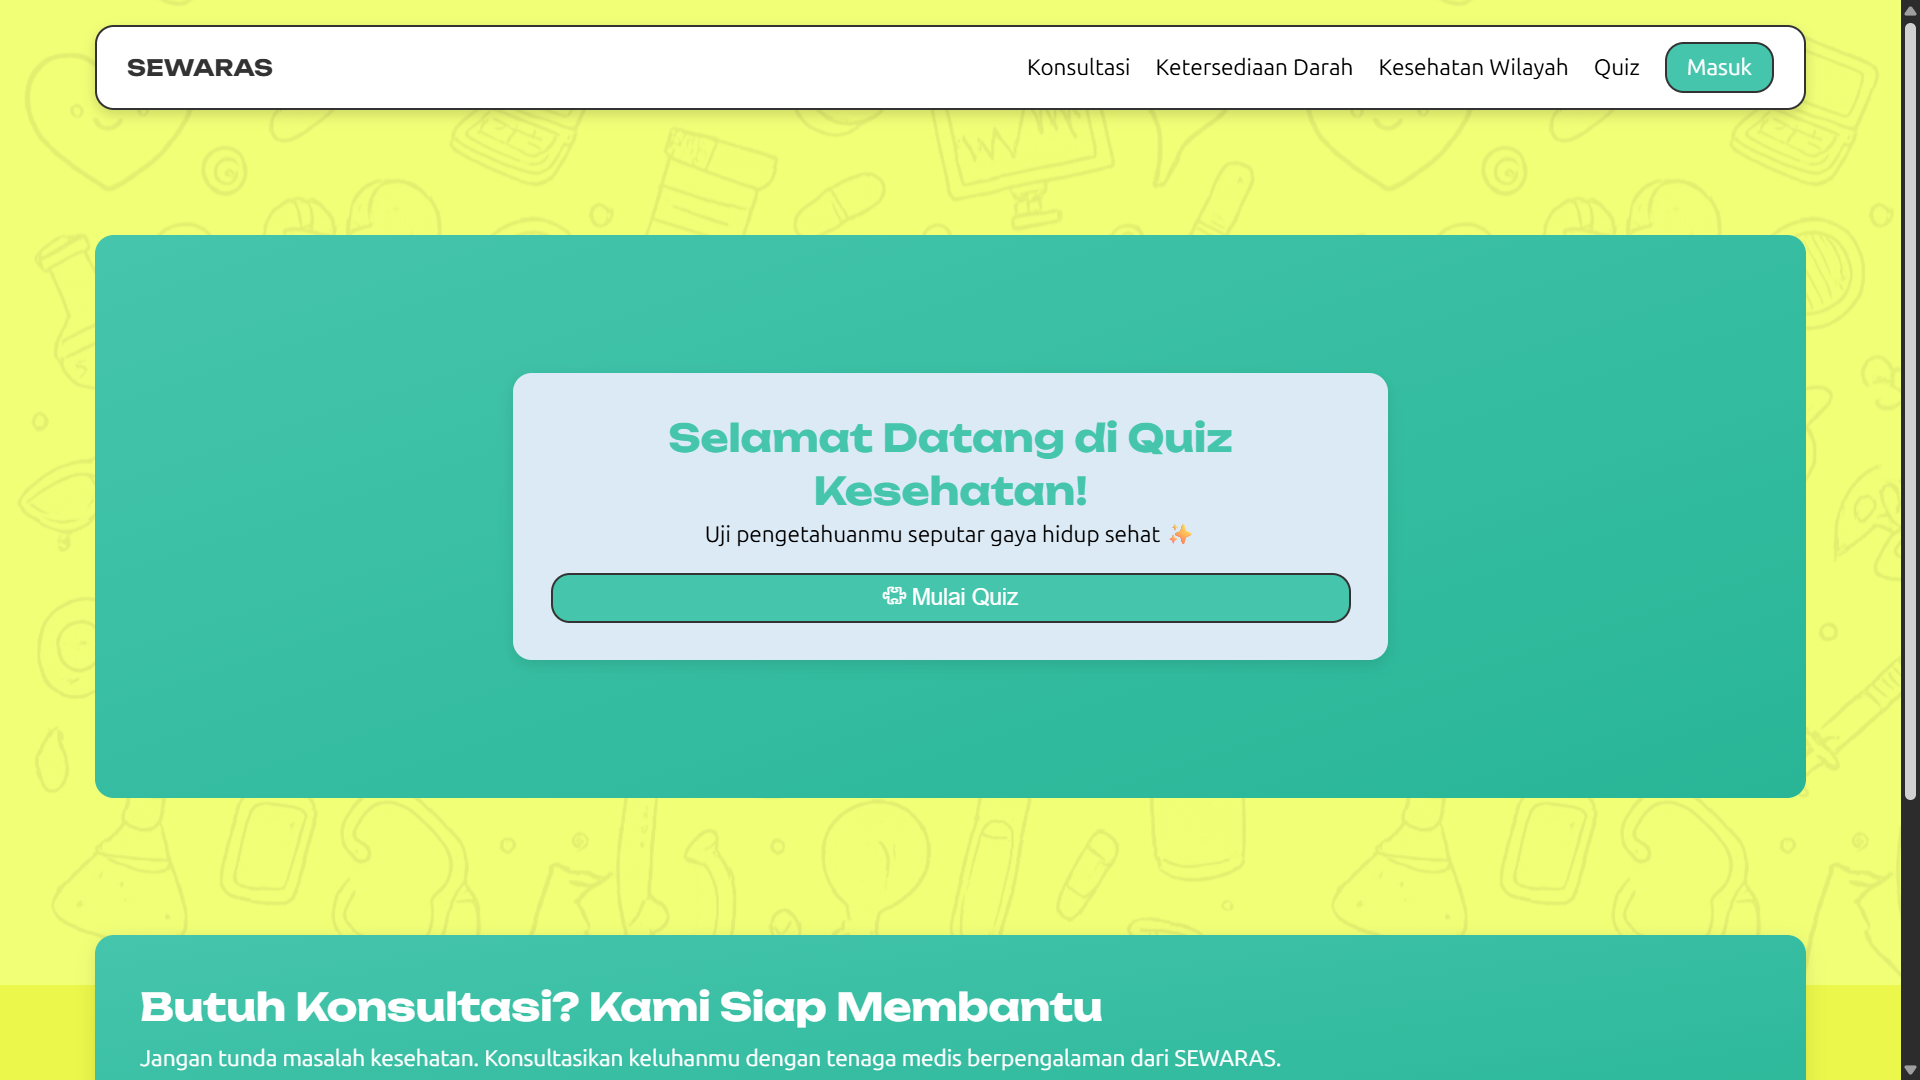 SEWARAS
Konsultasi
Ketersediaan Darah
Kesehatan Wilayah
Quiz
Masuk
Selamat Datang di Quiz
Kesehatan!
Uji pengetahuanmu seputar gaya hidup sehat ✨
Mulai Quiz
Butuh Konsultasi? Kami Siap Membantu
Jangan tunda masalah kesehatan. Konsultasikan keluhanmu dengan tenaga medis berpengalaman dari SEWARAS.